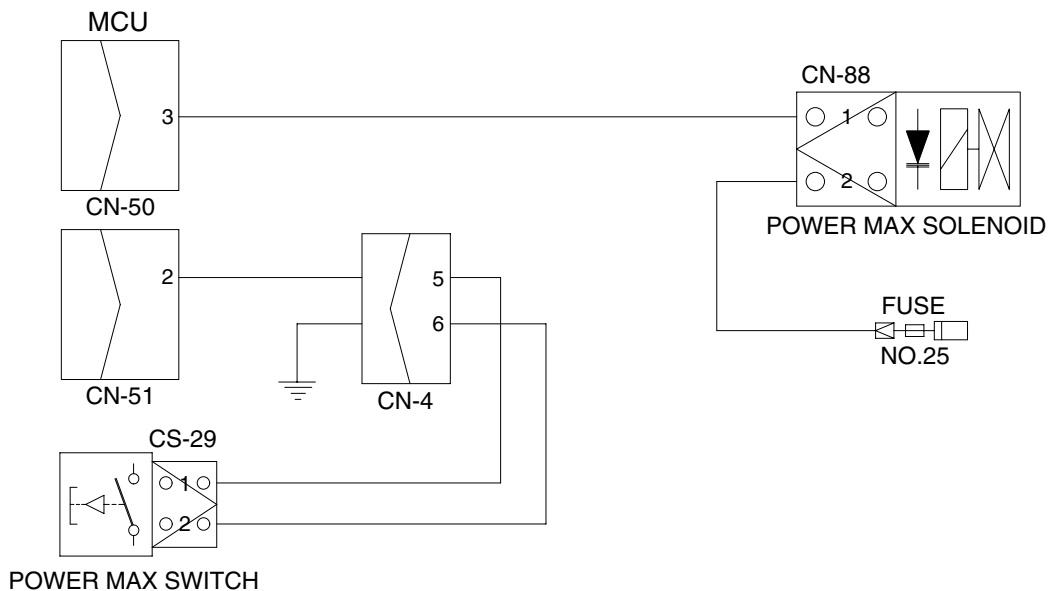 MCU
3
CN-50
CN-88
1
2
POWER MAX SOLENOID
2
CN-51
5
6
CN-4
FUSE
NO.25
CS-29
1
2
POWER MAX SWITCH